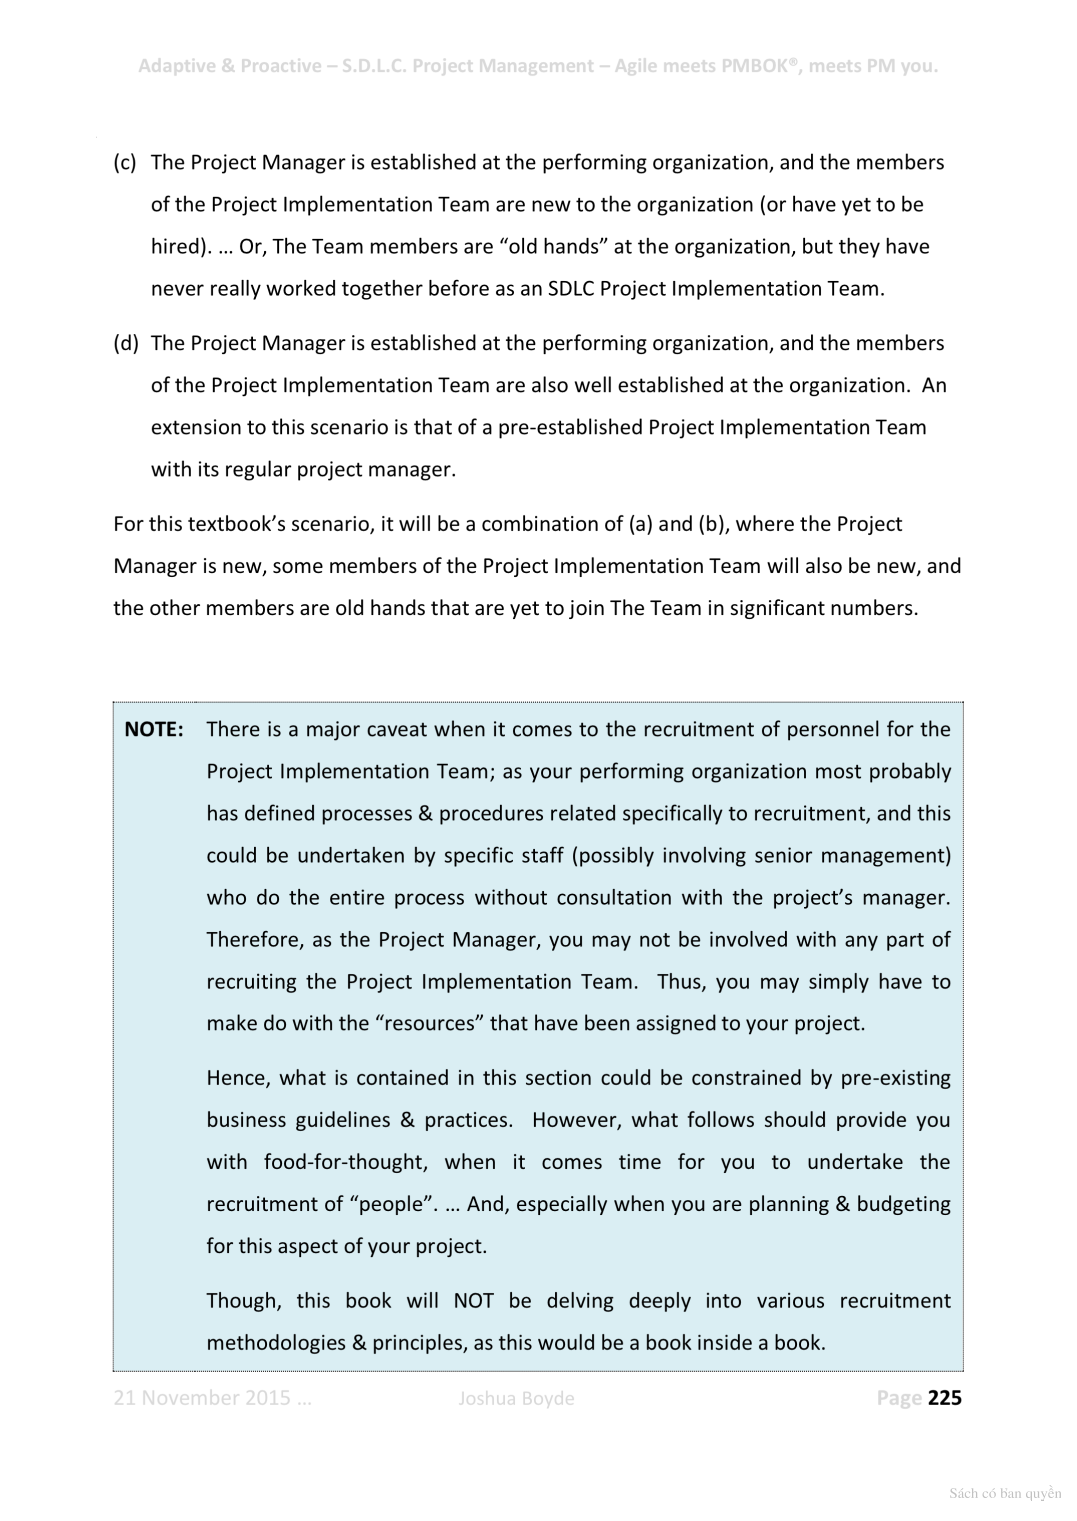 Adaptive & Proactive – S.D.L.C. Project Management – Agile meets PMBOK®, meets PM you.
(c) The Project Manager is established at the performing organization, and the members
of the Project Implementation Team are new to the organization (or have yet to be
hired). … Or, The Team members are “old hands” at the organization, but they have
never really worked together before as an SDLC Project Implementation Team.
(d) The Project Manager is established at the performing organization, and the members
of the Project Implementation Team are also well established at the organization. An
extension to this scenario is that of a pre-established Project Implementation Team
with its regular project manager.
For this textbook’s scenario, it will be a combination of (a) and (b), where the Project
Manager is new, some members of the Project Implementation Team will also be new, and
the other members are old hands that are yet to join The Team in significant numbers.
NOTE: There is a major caveat when it comes to the recruitment of personnel for the
Project Implementation Team; as your performing organization most probably
has defined processes & procedures related specifically to recruitment, and this
could be undertaken by specific staff (possibly involving senior management)
who do the entire process without consultation with the project’s manager.
Therefore, as the Project Manager, you may not be involved with any part of
recruiting the Project Implementation Team. Thus, you may simply have to
make do with the “resources” that have been assigned to your project.
Hence, what is contained in this section could be constrained by pre-existing
business guidelines & practices. However, what follows should provide you
with food-for-thought, when it comes time for you to undertake the
recruitment of “people”. … And, especially when you are planning & budgeting
for this aspect of your project.
Though, this book will NOT be delving deeply into various recruitment
methodologies & principles, as this would be a book inside a book.
21 November 2015 … Joshua Boyde Page 225
Sách có bản quyền